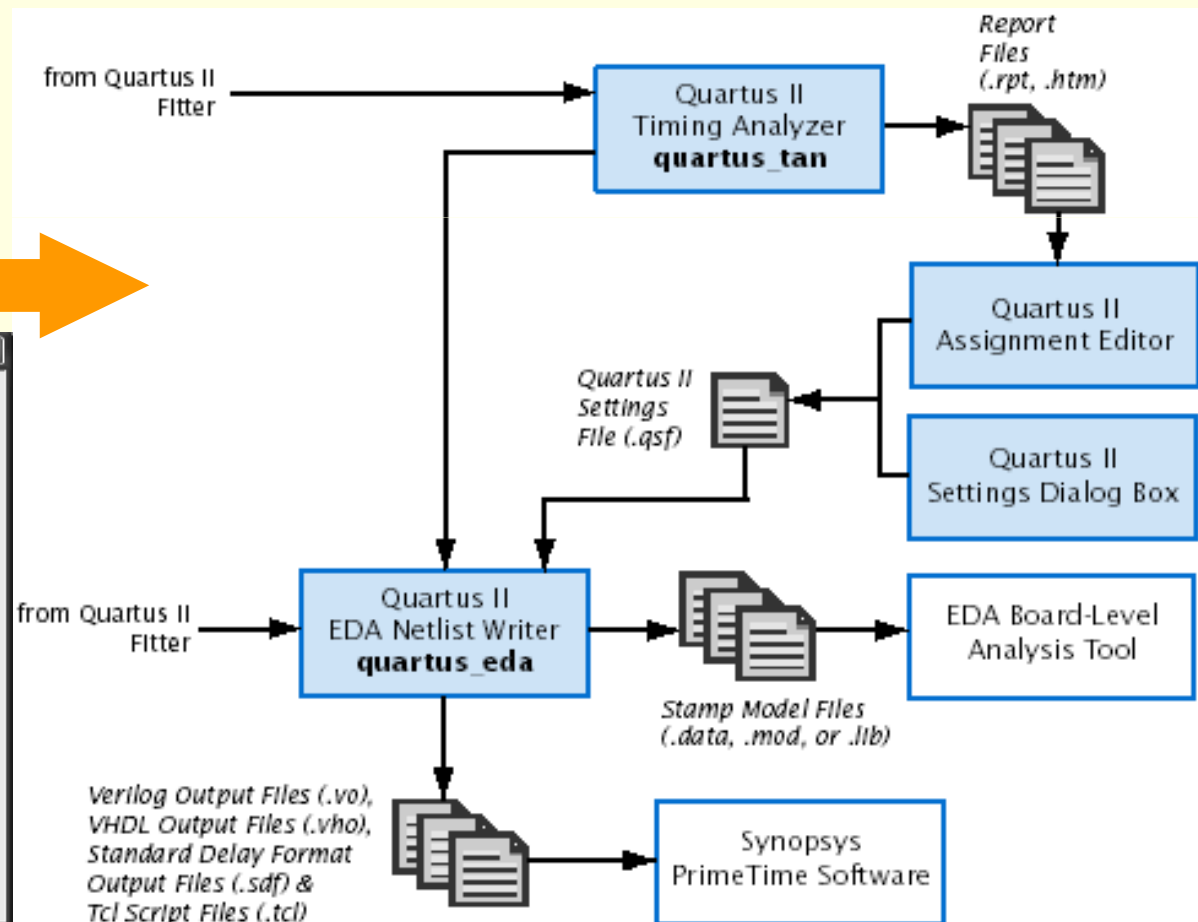 Report
Files
(.rpt, .htm)
from Quartus II
Fitter
Quartus II
Timing Analyzer
quartus_tan
Quartus II
Assignment Editor
Quartus II
Settings
File (.qsf)
Quartus II
Settings Dialog Box
from Quartus II
Fitter
Quartus II
EDA Netlist Writer
quartus_eda
EDA Board-Level
Analysis Tool
Stamp Model Files
(.data, .mod, or .lib)
Verilog Output Files (.vo),
VHDL Output Files (.vho),
Standard Delay Format
Output Files (.sdf) &
Tcl Script Files (.tcl)
Synopsys
PrimeTime Software